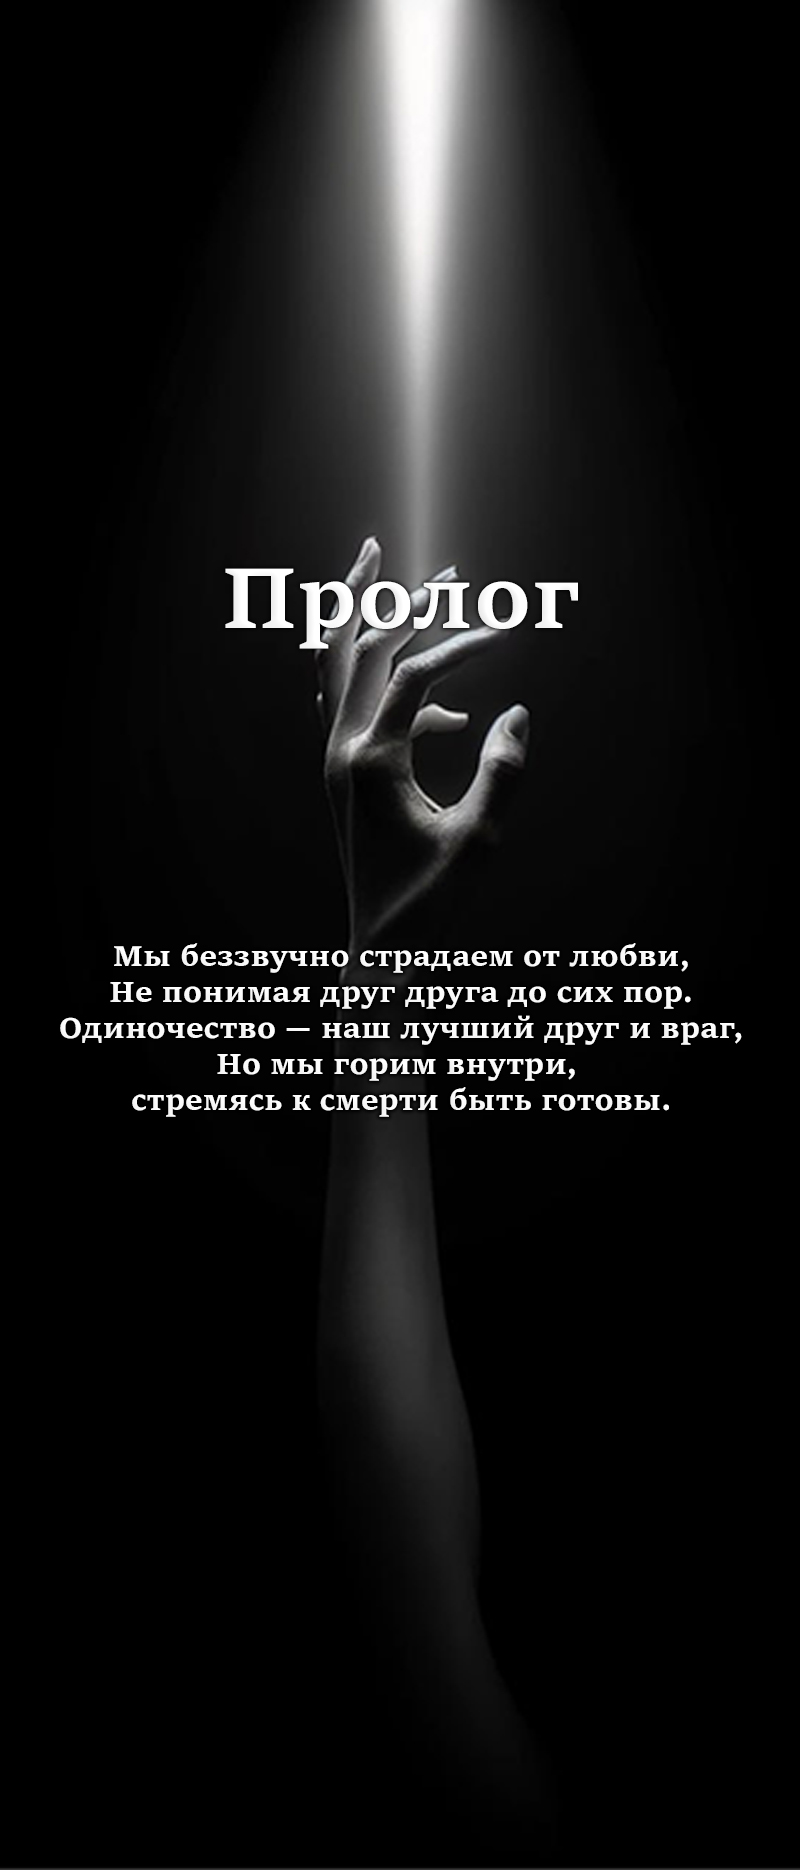 Пролог
Мы беззвучно страдаем от любви,
Не понимая друг друга до сих пор.
Одиночество — наш лучший друг и враг,
Но мы горим внутри,
стремясь к смерти быть готовы.